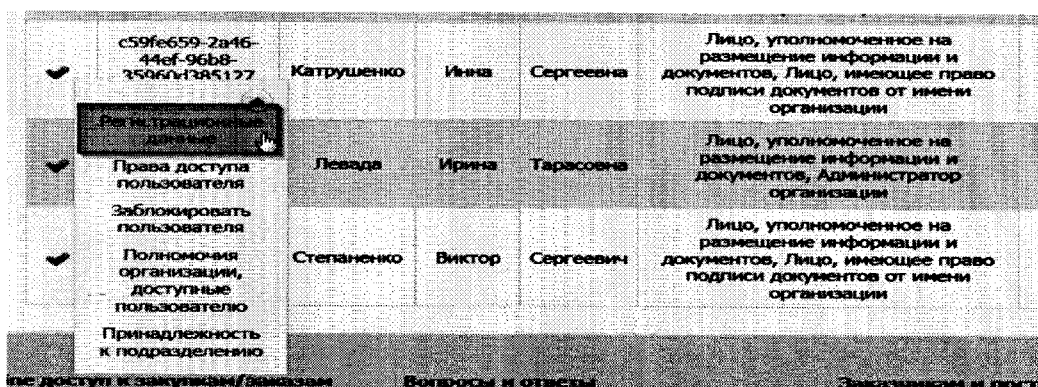 c59fe659-2a46-
44ef-96b8-
35960d385127
Катрушенко
Инна
Сергеевна
Лицо, уполномоченное на
размещение информации и
документов, Лицо, имеющее право
подписи документов от имени
организации
Регистрационные
данные
Права доступа
пользователя
Заблокировать
пользователя
Полномочия
организации,
доступные
пользователю
Принадлежность
к подразделению
Левада
Ирина
Тарасовна
Лицо, уполномоченное на
размещение информации и
документов, Администратор
организации
Степаненко
Виктор
Сергеевич
Лицо, уполномоченное на
размещение информации и
документов, Лицо, имеющее право
подписи документов от имени
организации
доступ к закупкам/заказам
Вопросы и ответы